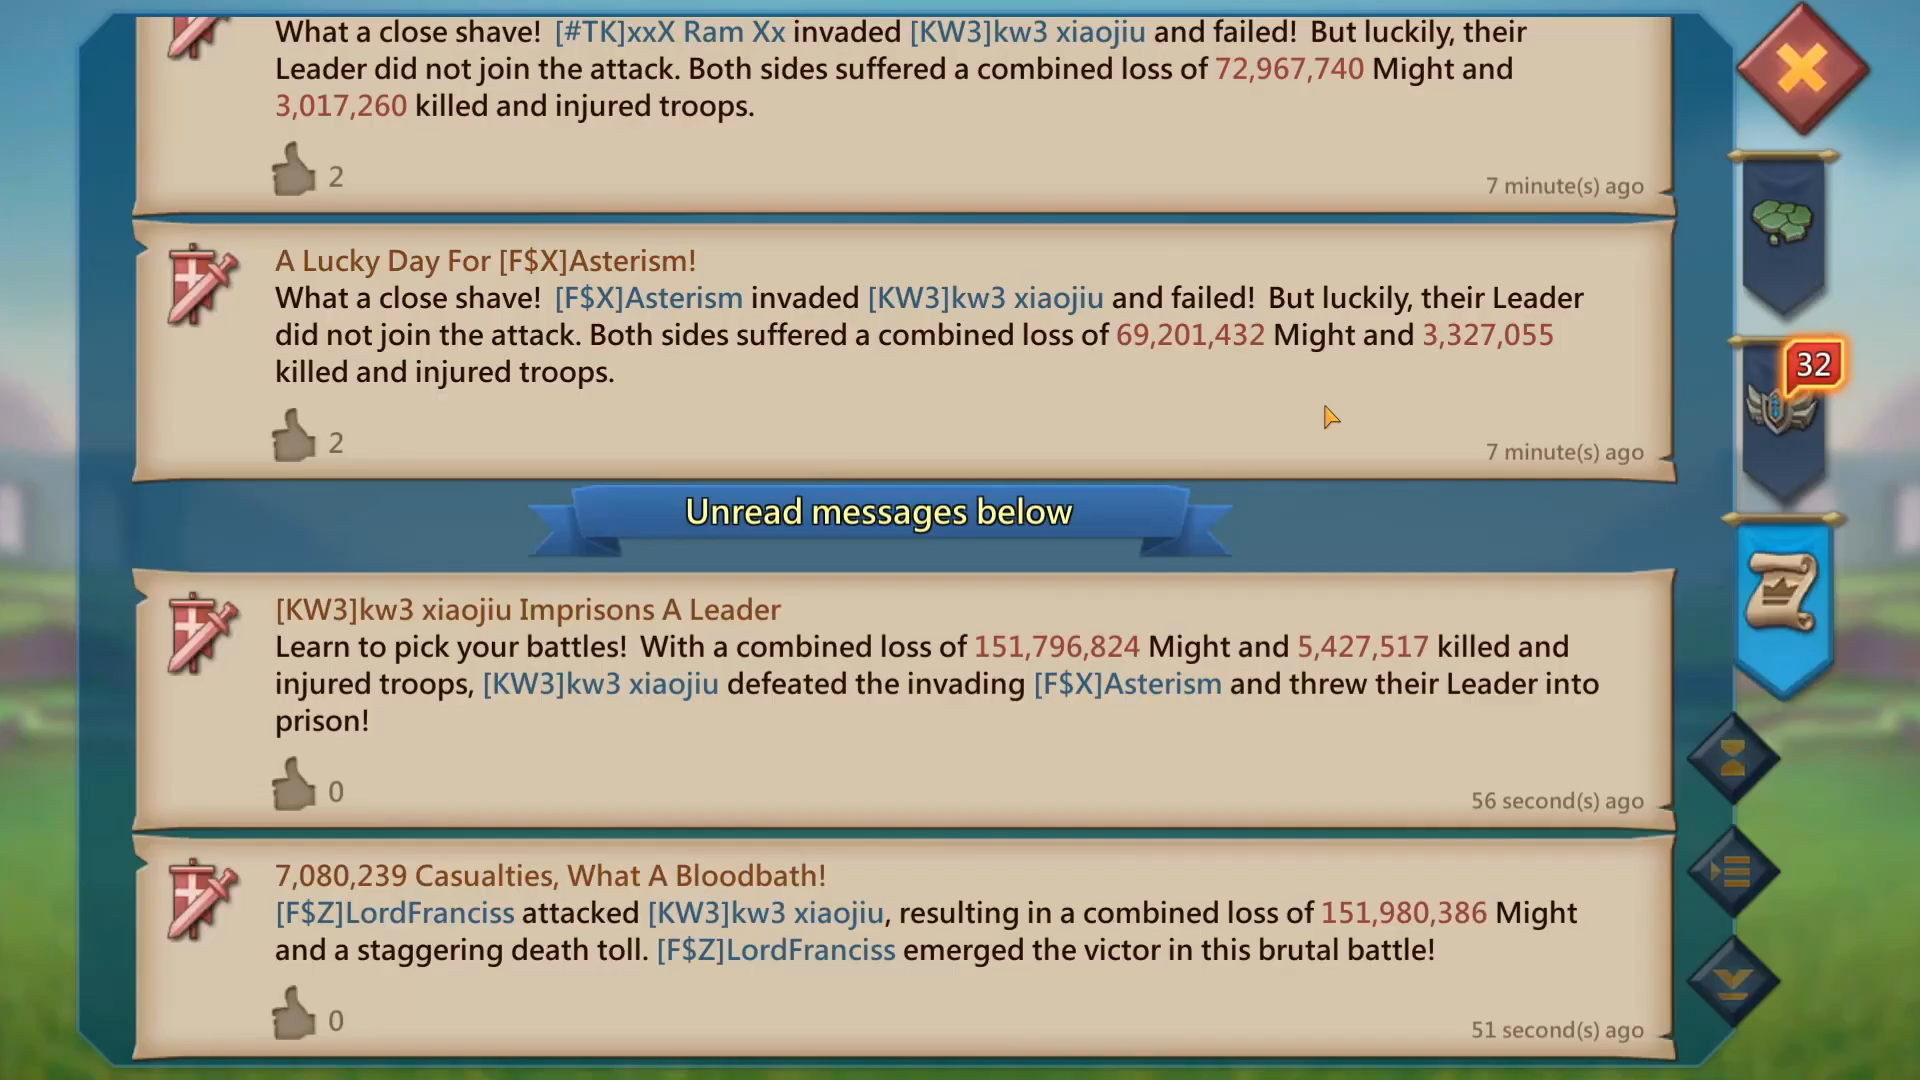 What a close shave! [#TK]xxX Ram Xx invaded [KW3]kw3 xiaojiu and failed! But luckily, their
Leader did not join the attack. Both sides suffered a combined loss of 72,967,740 Might and
3,017,260 killed and injured troops.
2
7 minute(s) ago
A Lucky Day For [F$X]Asterism!
What a close shave! [F$X]Asterism invaded [KW3]kw3 xiaojiu and failed! But luckily, their Leader
did not join the attack. Both sides suffered a combined loss of 69,201,432 Might and 3,327,055
killed and injured troops.
32
2
7 minute(s) ago
Unread messages below
[KW3]kw3 xiaojiu Imprisons A Leader
Learn to pick your battles! With a combined loss of 151,796,824 Might and 5,427,517 killed and
injured troops, [KW3]kw3 xiaojiu defeated the invading [F$X]Asterism and threw their Leader into
prison!
0
56 second(s) ago
7,080,239 Casualties, What A Bloodbath!
[F$Z]LordFranciss attacked [KW3]kw3 xiaojiu, resulting in a combined loss of 151,980,386 Might
and a staggering death toll. [F$Z]LordFranciss emerged the victor in this brutal battle!
0
51 second(s) ago